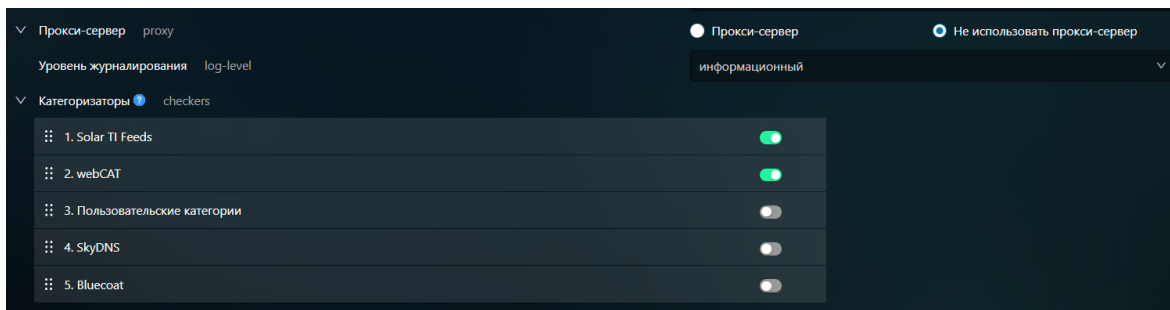 Прокси-сервер proxy Прокси-сервер Не использовать прокси-сервер
Уровень журналирования log-level информационный
Категоризаторы ? checkers
1. Solar TI Feeds
2. webCAT
3. Пользовательские категории
4. SkyDNS
5. Bluecoat